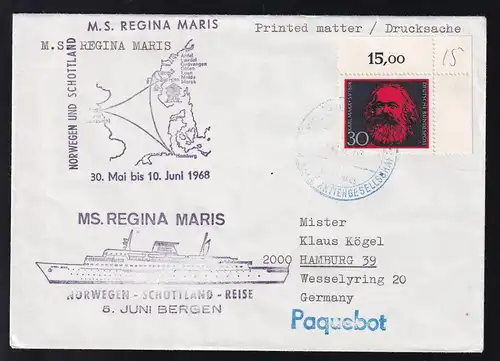 M.S. REGINA MARIS
Printed matter / Drucksache
M.S. REGINA MARIS
NORWEGEN UND SCHOTTLAND
Hamburg
30. Mai bis 10. Juni 1968
15,00
15
30
AKTIENGESELLSCHAFT
MS. REGINA MARIS
NORWEGEN - SCHOTTLAND - REISE
8. JUNI BERGEN
Mister
Klaus Kögel
2000 HAMBURG 39
Wesselyring 20
Germany
Paquebot